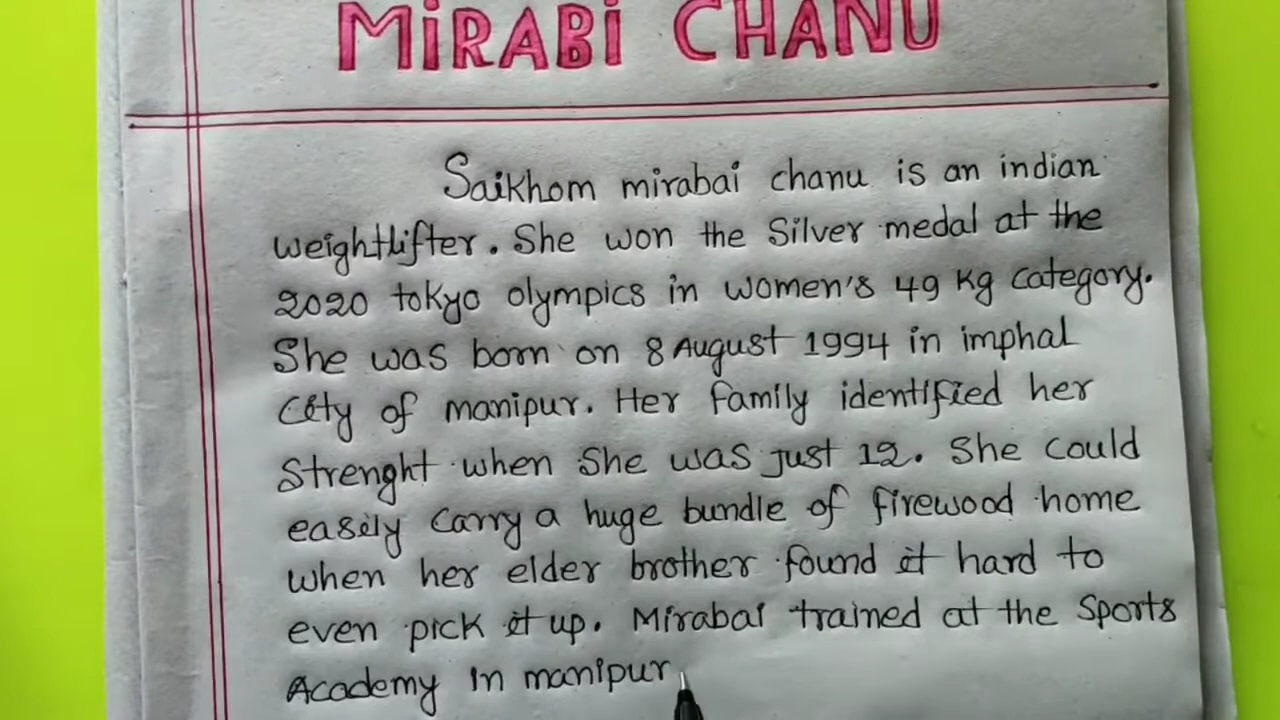 MiRABi CHANU
Saikhom mirabai chanu is an indian
weightlifter. She won the Silver medal at the
2020 tokyo olympics in women's 49 Kg category.
She was born on 8 August 1994 in imphal
City of manipur. Her family identified her
Strenght when She was just 12. She could
easily carry a huge bundle of firewood home
when her elder brother found it hard to
even pick it up. Mirabai trained at the Sports
Academy in manipur